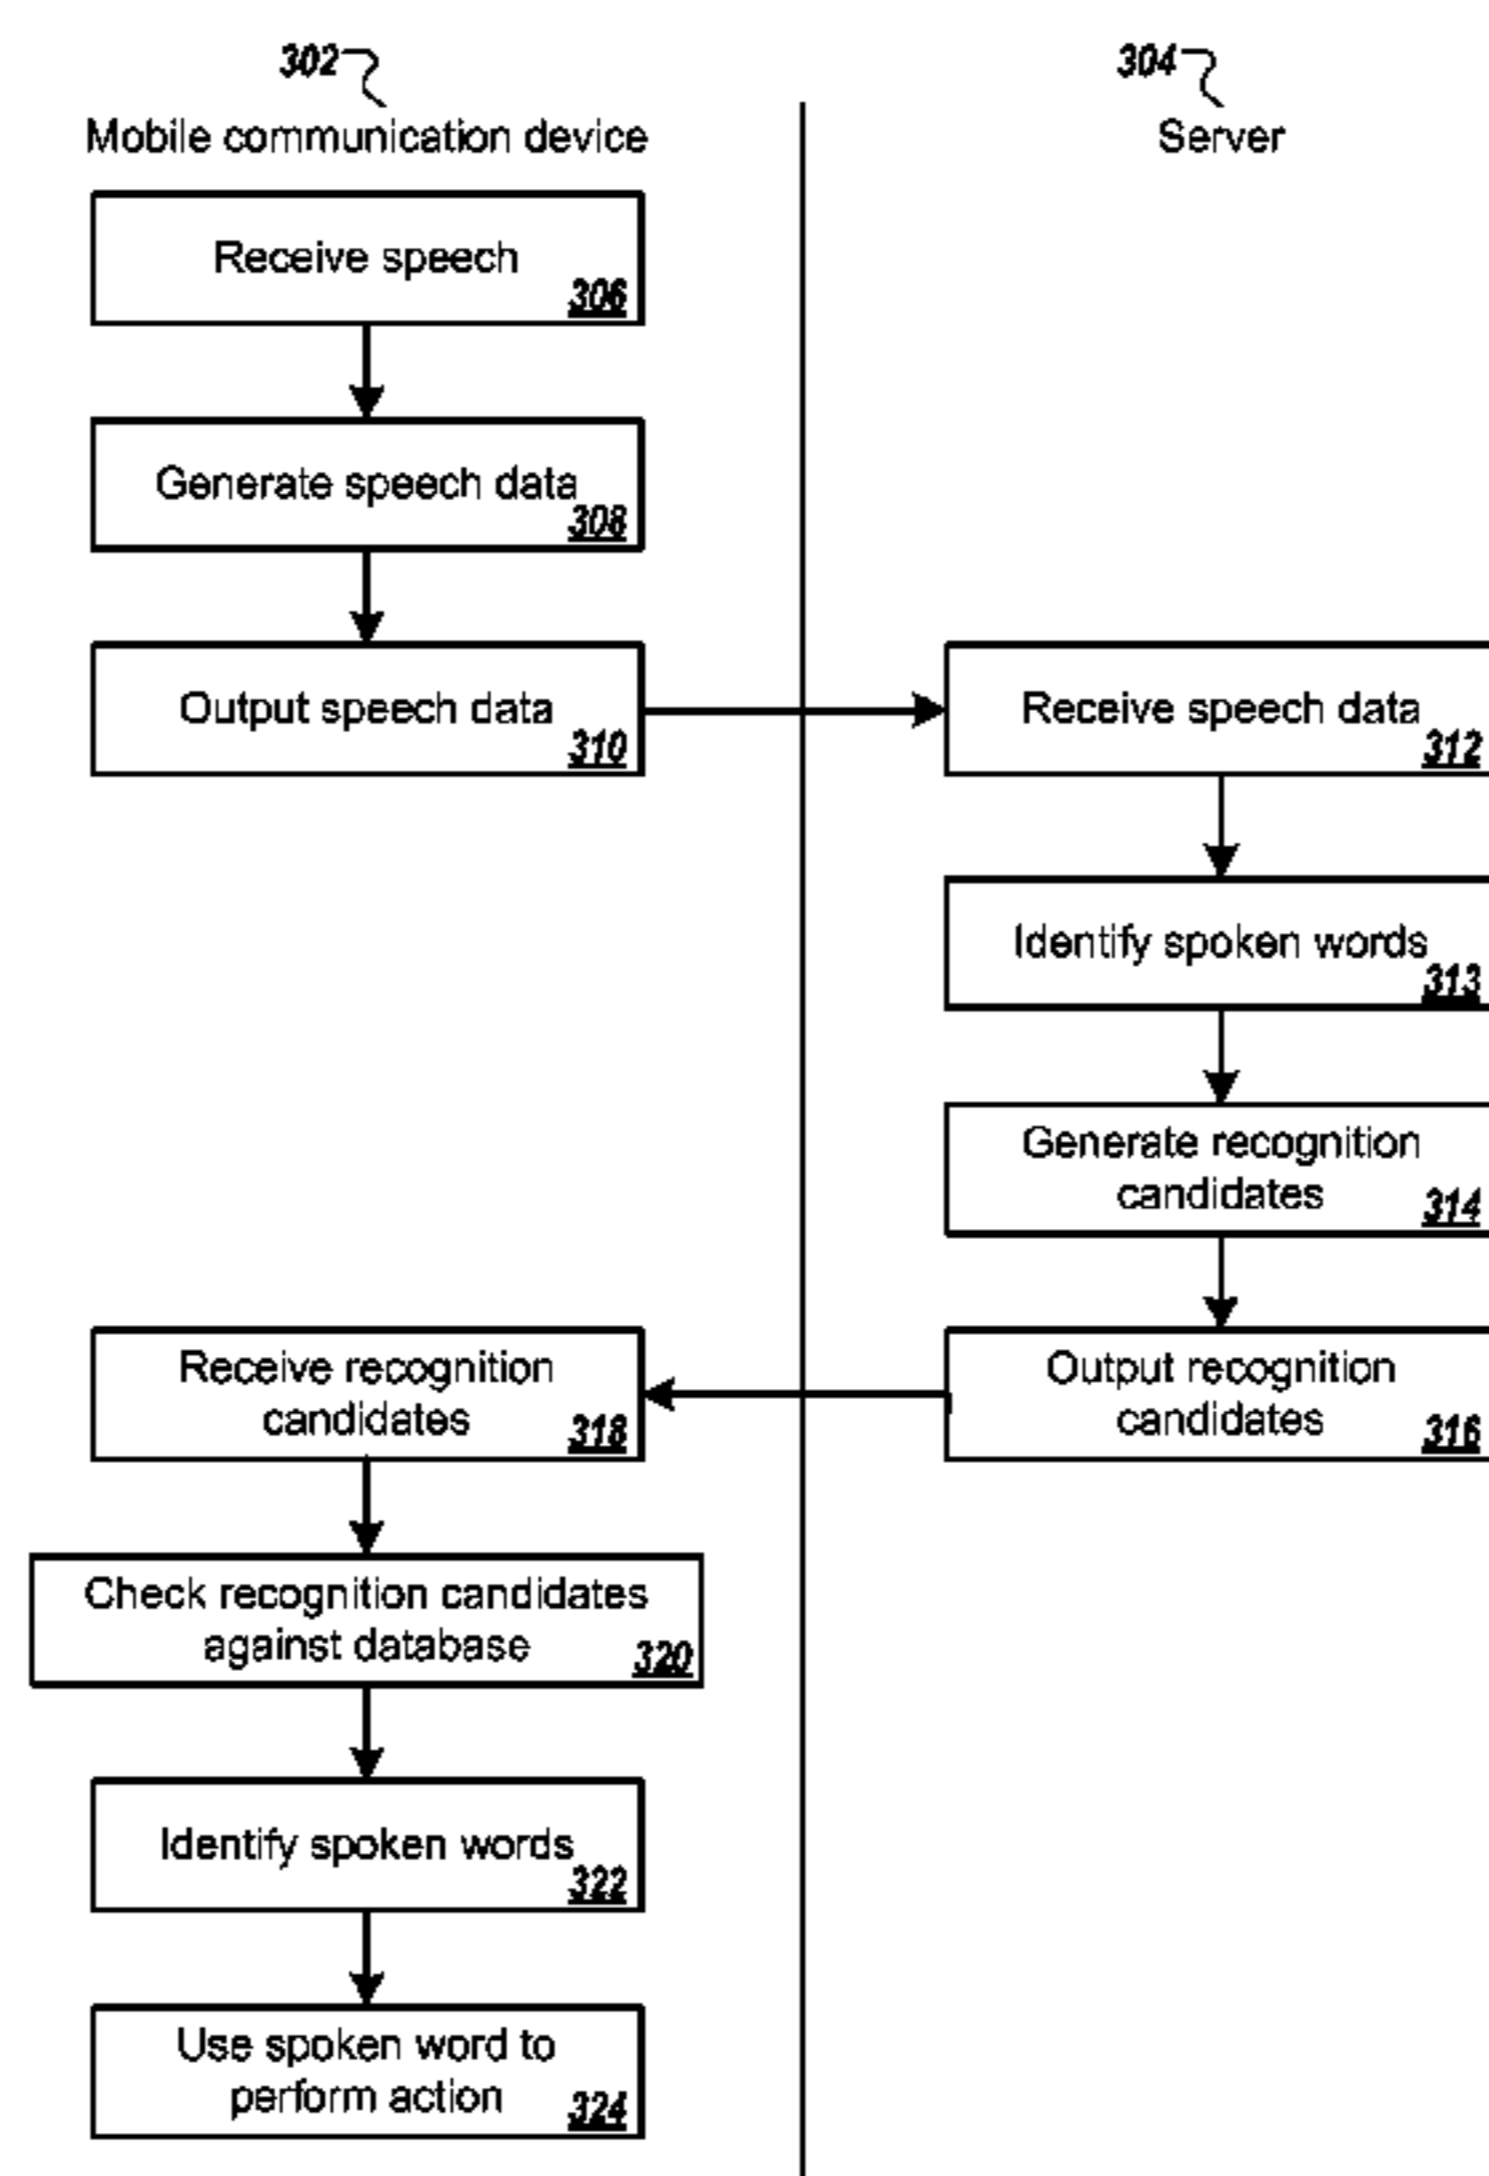 302
Mobile communication device
304
Server
Receive speech
306
Generate speech data
308
Output speech data
310
Receive speech data
312
Identify spoken words
313
Generate recognition
candidates
314
Output recognition
candidates
316
Receive recognition
candidates
318
Check recognition candidates
against database
320
Identify spoken words
322
Use spoken word to
perform action
324